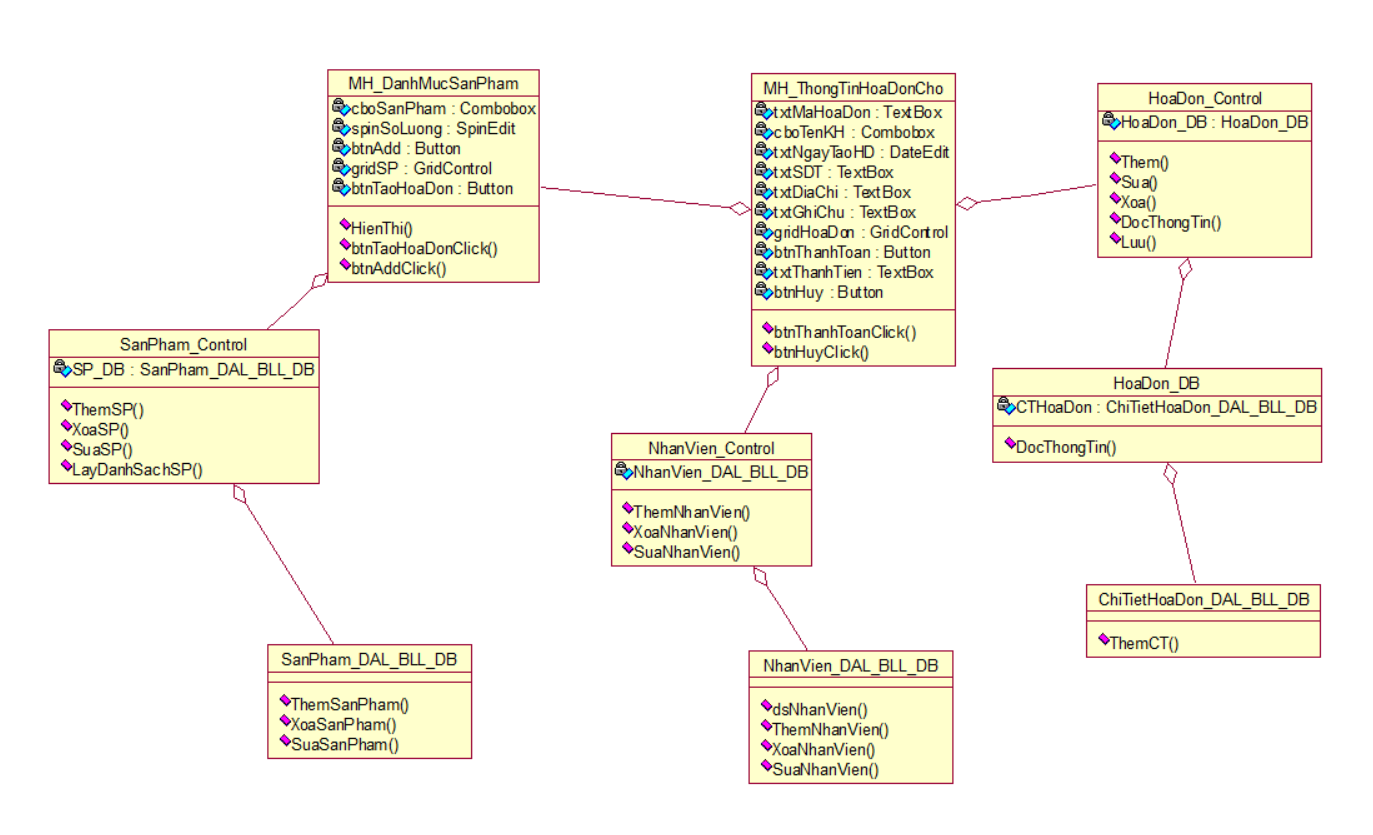 MH_DanhMucSanPham
cboSanPham : Combobox
spinSoLuong : SpinEdit
btnAdd : Button
gridSP : GridControl
btnTaoHoaDon : Button
HienThi()
btnTaoHoaDonClick()
btnAddClick()
MH_ThongTinHoaDonCho
txtMaHoaDon : TextBox
cboTenKH : Combobox
txtNgayTaoHD : DateEdit
txtSDT : TextBox
txtDiaChi : TextBox
txtGhiChu : TextBox
gridHoaDon : GridControl
btnThanhToan : Button
txtThanhTien : TextBox
btnHuy : Button
btnThanhToanClick()
btnHuyClick()
HoaDon_Control
HoaDon_DB : HoaDon_DB
Them()
Sua()
Xoa()
DocThongTin()
Luu()
SanPham_Control
SP_DB : SanPham_DAL_BLL_DB
ThemSP()
XoaSP()
SuaSP()
LayDanhSachSP()
NhanVien_Control
NhanVien_DAL_BLL_DB
ThemNhanVien()
XoaNhanVien()
SuaNhanVien()
HoaDon_DB
CTHoaDon : ChiTietHoaDon_DAL_BLL_DB
DocThongTin()
SanPham_DAL_BLL_DB
ThemSanPham()
XoaSanPham()
SuaSanPham()
NhanVien_DAL_BLL_DB
dsNhanVien()
ThemNhanVien()
XoaNhanVien()
SuaNhanVien()
ChiTietHoaDon_DAL_BLL_DB
ThemCT()